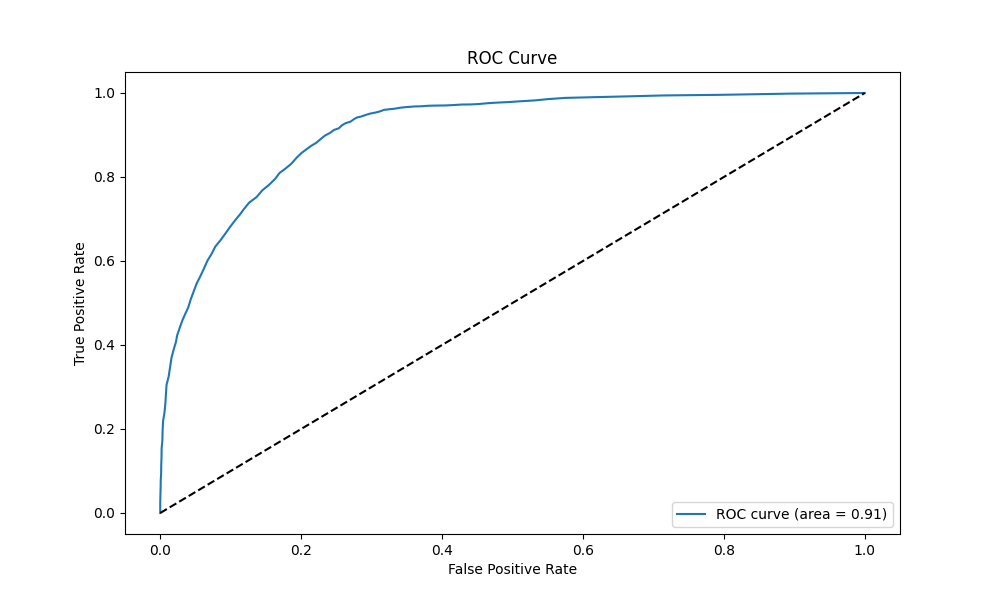 ROC Curve
1.0
0.8
0.6
0.4
0.2
0.0
True Positive Rate
ROC curve (area = 0.91)
0.0 0.2 0.4 0.6 0.8 1.0
False Positive Rate